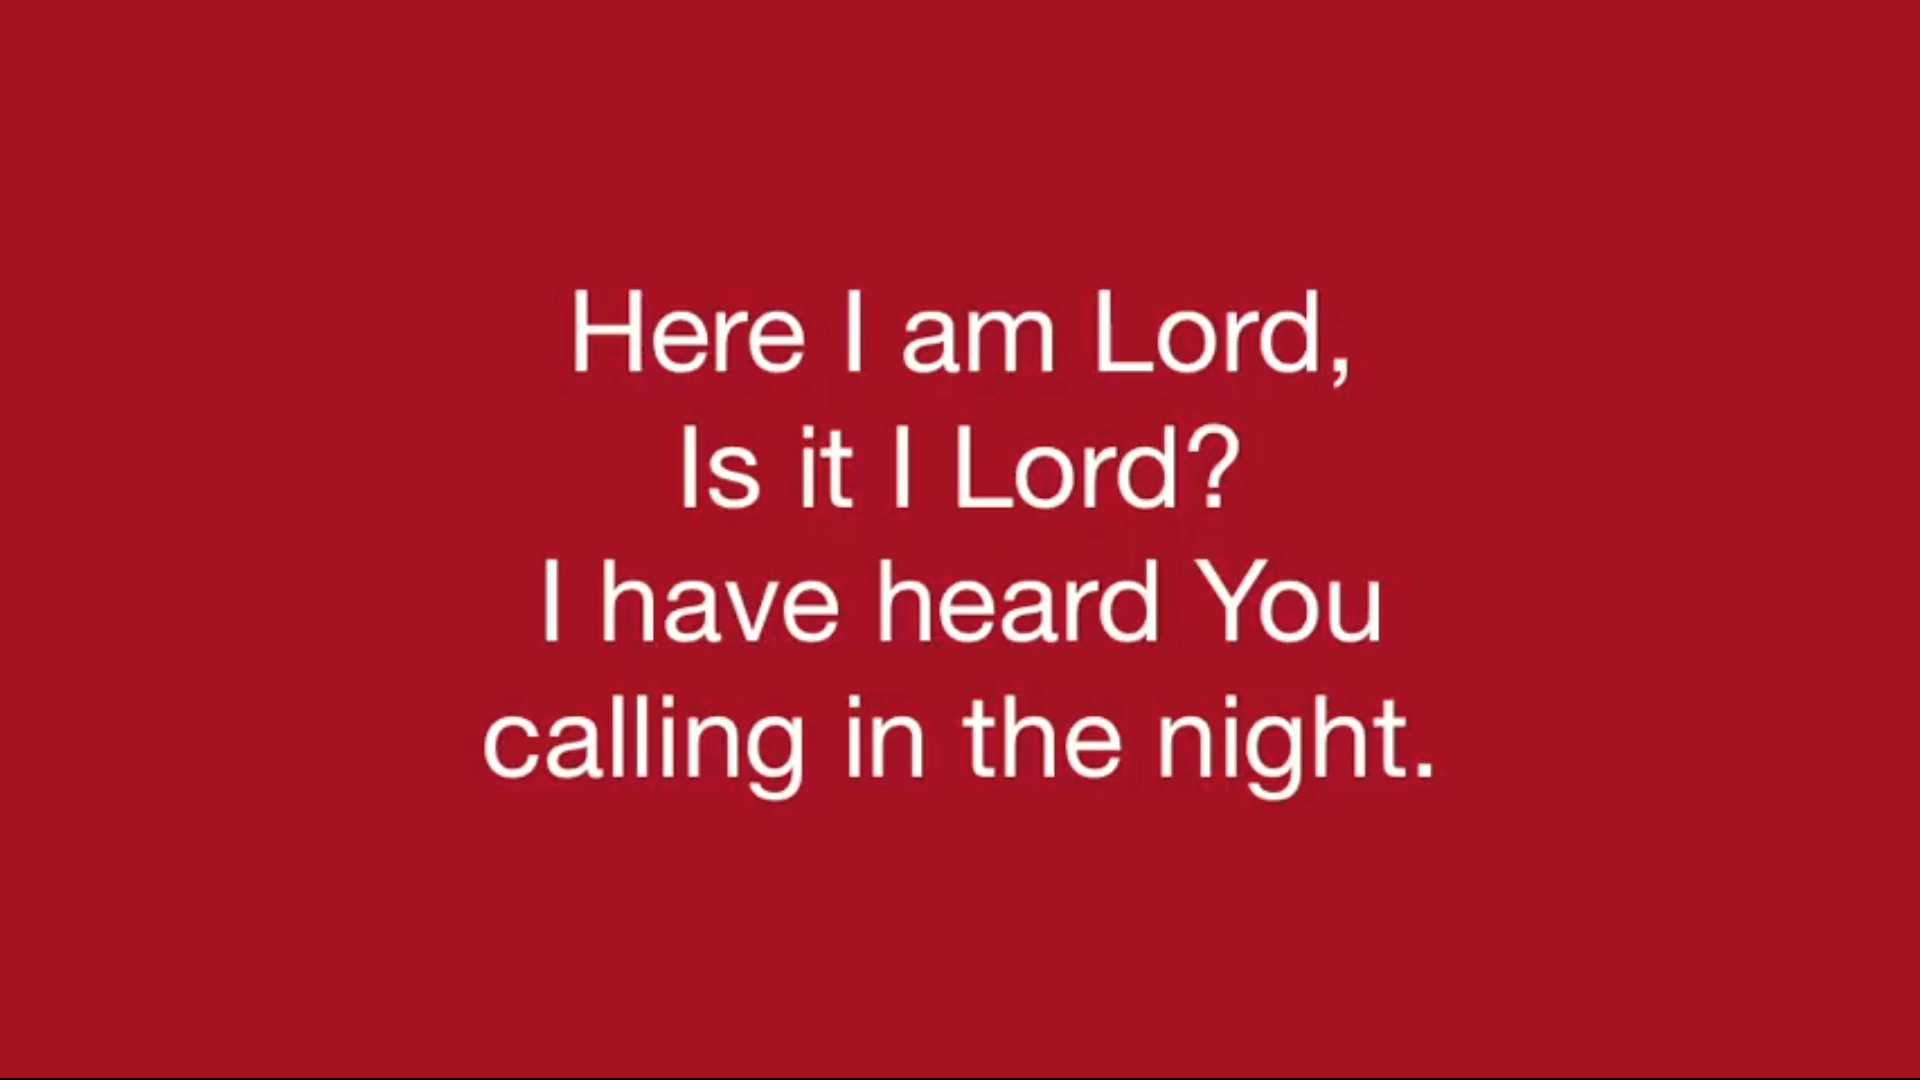 Here I am Lord,
Is it I Lord?
I have heard You
calling in the night.